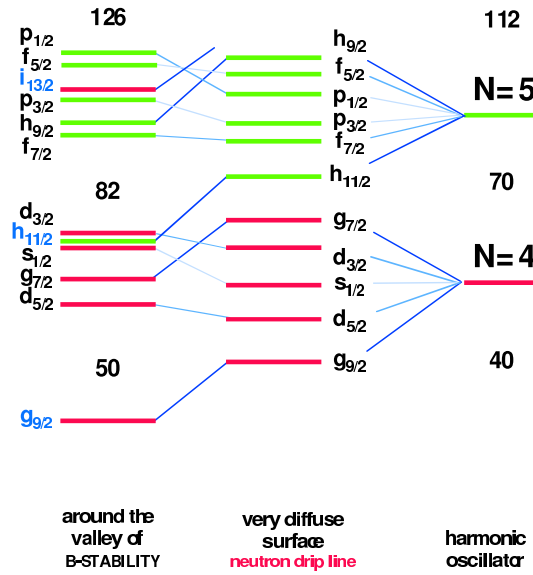 126
p1/2
f5/2
i13/2
p3/2
h9/2
f7/2
82
d3/2
h11/2
s1/2
g7/2
d5/2
50
g9/2
around the
valley of
B-STABILITY
h9/2
f5/2
p1/2
p3/2
f7/2
h11/2
g7/2
d3/2
s1/2
d5/2
g9/2
very diffuse
surface
neutron drip line
112
N= 5
70
N= 4
40
harmonic
oscillator